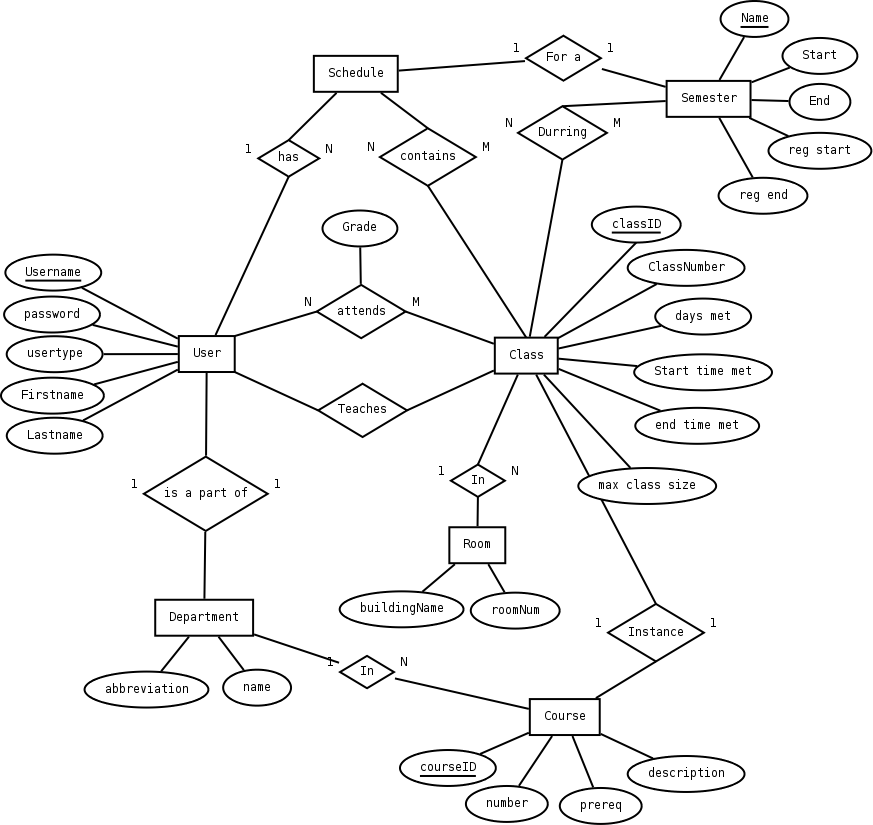 Name
1
1
For a
Start
Schedule
Semester
End
N
M
Durring
1
has
N
N
contains
M
reg start
reg end
Grade
classID
Username
ClassNumber
N
attends
M
password
days met
usertype
User
Class
Start time met
Firstname
Teaches
end time met
Lastname
1
In
N
1
is a part of
1
max class size
Room
buildingName
roomNum
Department
1
Instance
1
1
In
N
abbreviation
name
Course
courseID
description
number
prereq